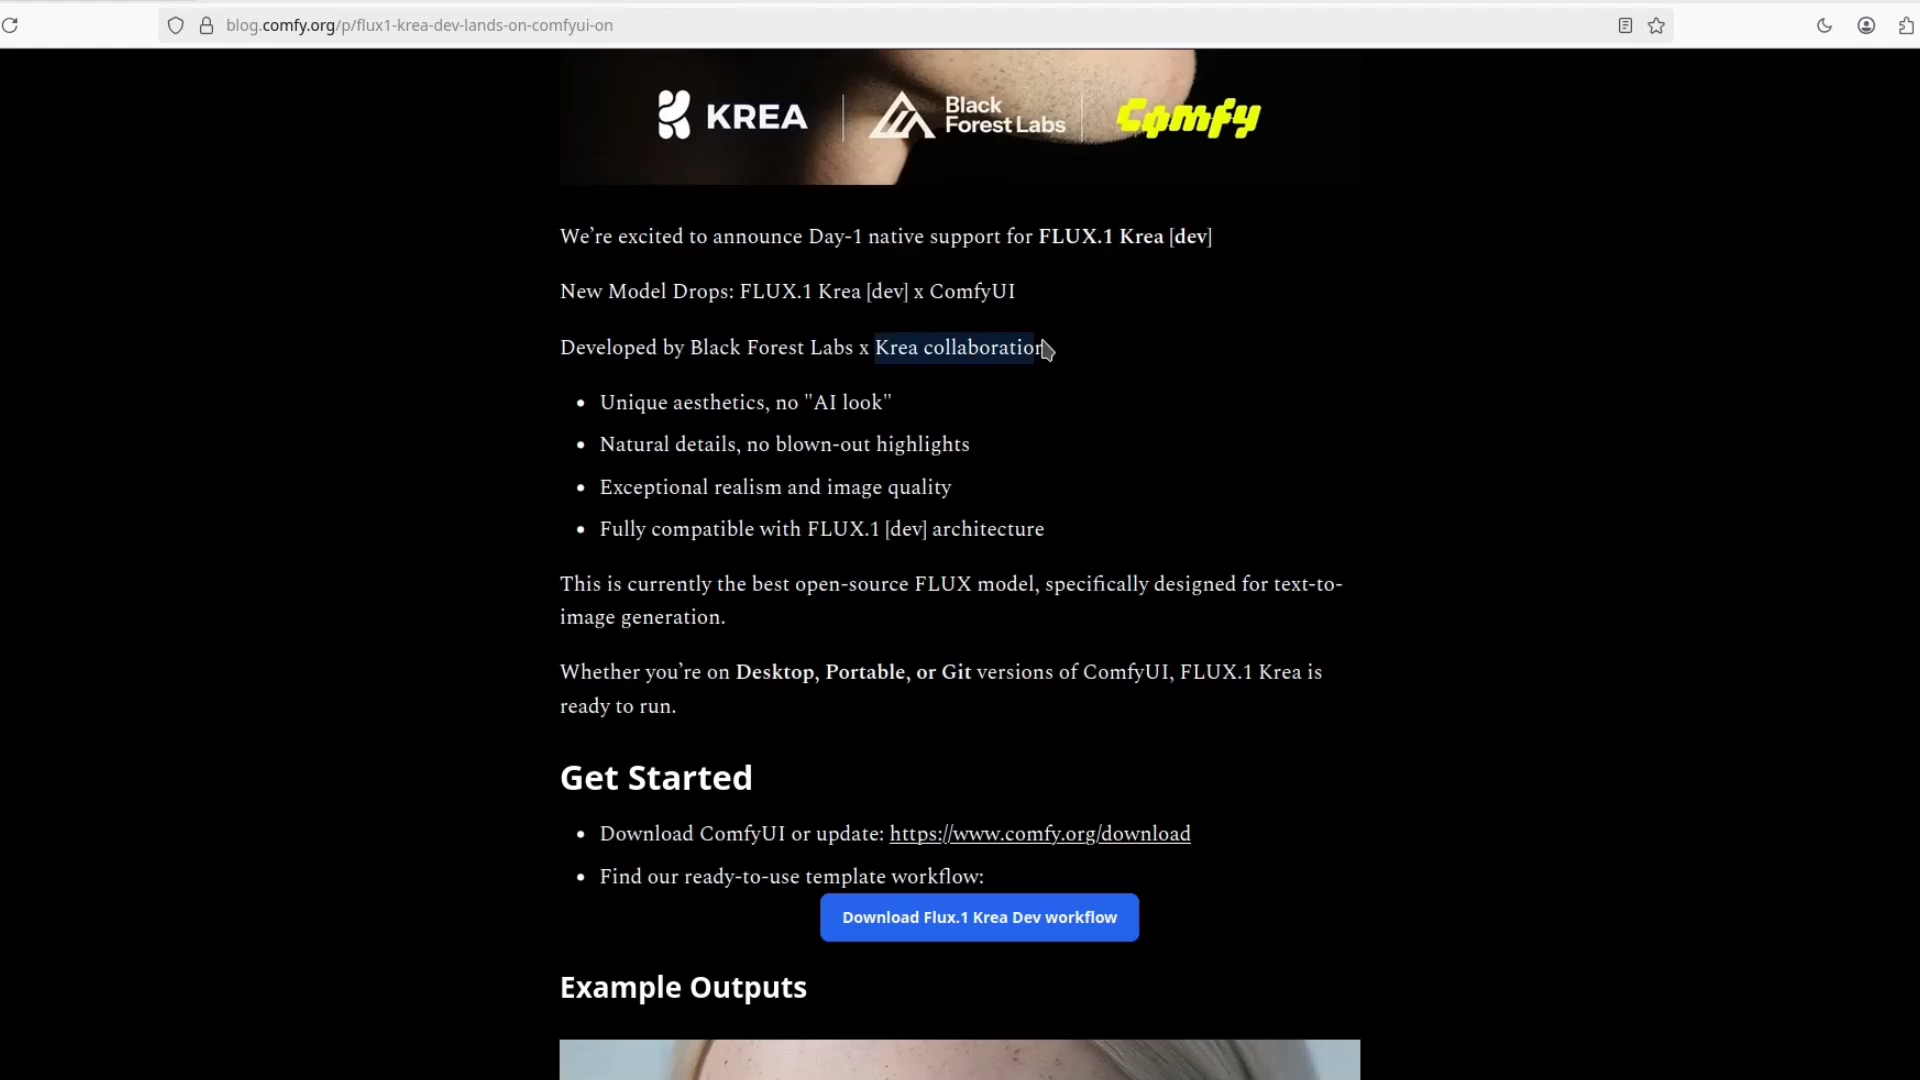 blog.comfy.org/p/flux1-krea-dev-lands-on-comfyui-on
KREA
Black
Forest Labs
Comfy
We’re excited to announce Day-1 native support for FLUX.1 Krea [dev]
New Model Drops: FLUX.1 Krea [dev] x ComfyUI
Developed by Black Forest Labs x Krea collaboration
• Unique aesthetics, no "AI look"
• Natural details, no blown-out highlights
• Exceptional realism and image quality
• Fully compatible with FLUX.1 [dev] architecture
This is currently the best open-source FLUX model, specifically designed for text-to-
image generation.
Whether you’re on Desktop, Portable, or Git versions of ComfyUI, FLUX.1 Krea is
ready to run.
Get Started
• Download ComfyUI or update: https://www.comfy.org/download
• Find our ready-to-use template workflow:
Download Flux.1 Krea Dev workflow
Example Outputs